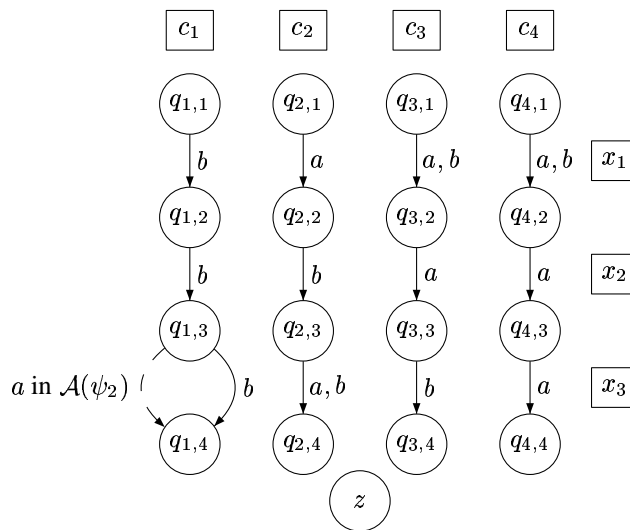 c₁ c₂ c₃ c₄
q₁,₁ q₂,₁ q₃,₁ q₄,₁
b a a, b a, b x₁
q₁,₂ q₂,₂ q₃,₂ q₄,₂
b b a a x₂
q₁,₃ q₂,₃ q₃,₃ q₄,₃
a in 𝒜(ψ₂) b a, b b a x₃
q₁,₄ q₂,₄ q₃,₄ q₄,₄
z